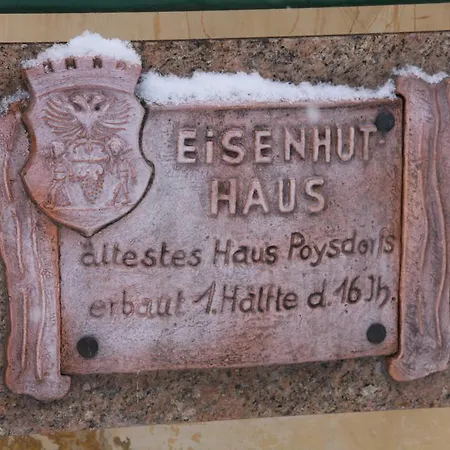 EiSENHUT-
HAUS
ältestes Haus Poysdorfs
erbaut 1. Hälfte d. 16 Jh.